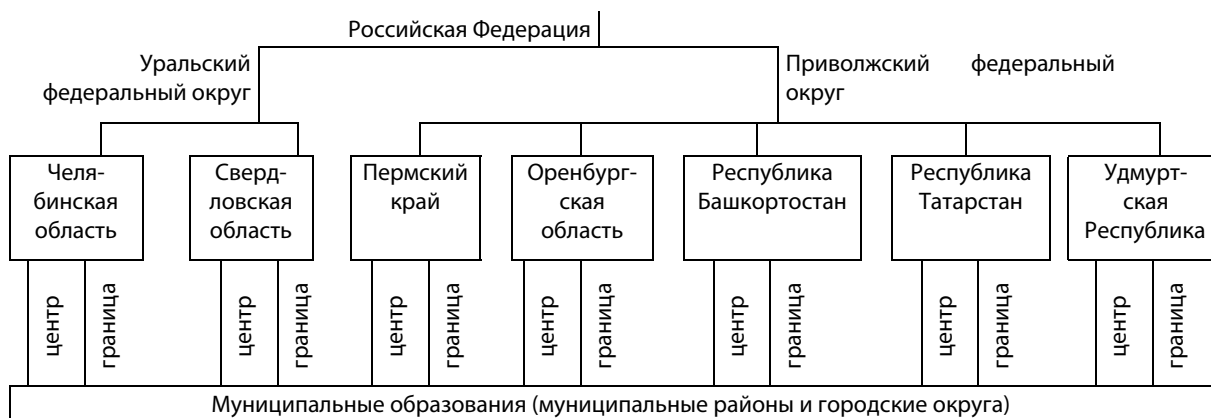 Российская Федерация
Уральский
федеральный округ
Приволжский федеральный
округ
Челя-
бинская
область
Сверд-
ловская
область
Пермский
край
Оренбург-
ская
область
Республика
Башкортостан
Республика
Татарстан
Удмурт-
ская
Республика
центр
граница
центр
граница
центр
граница
центр
граница
центр
граница
центр
граница
центр
граница
Муниципальные образования (муниципальные районы и городские округа)